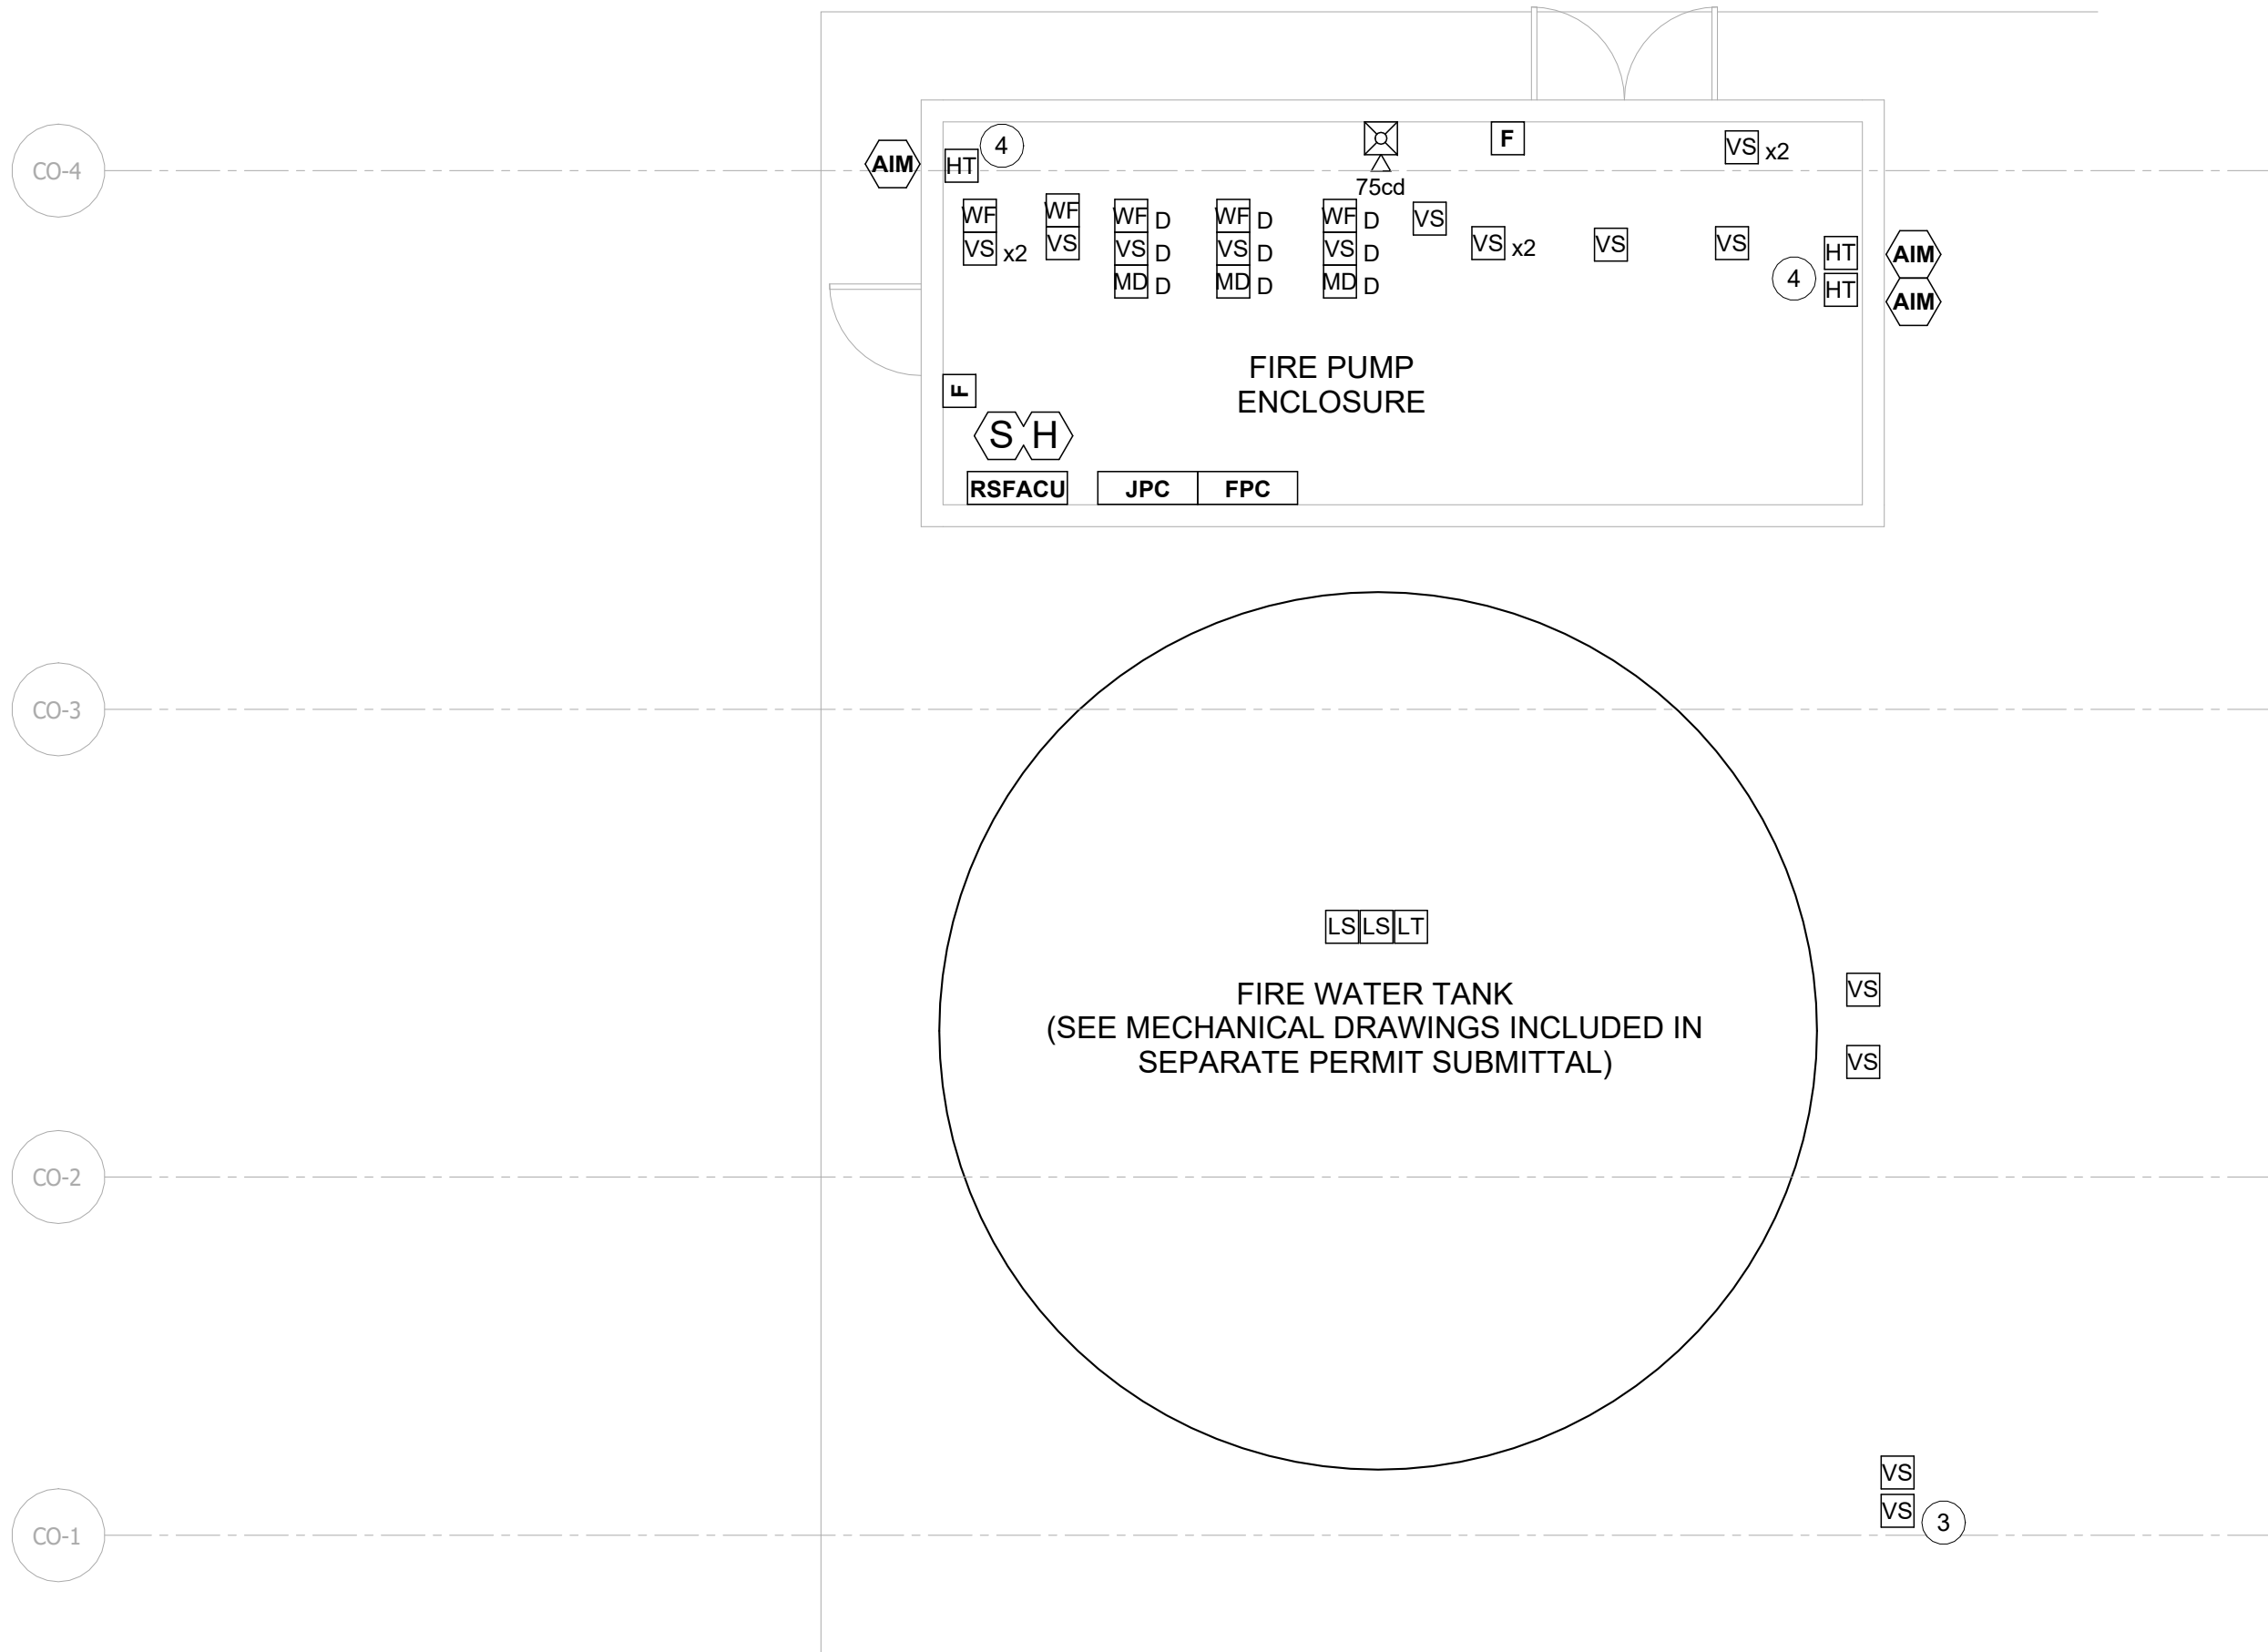 CO-4
AIM
HT
4
75cd
F
VS x2
WF
WF
WF D
WF D
WF D
VS
VS x2
VS
VS D
VS D
VS D
VS x2
VS
VS
MD D
MD D
MD D
HT
AIM
4
HT
AIM
FIRE PUMP
ENCLOSURE
F
S H
RSFACU
JPC
FPC
CO-3
LS LS LT
FIRE WATER TANK
(SEE MECHANICAL DRAWINGS INCLUDED IN
SEPARATE PERMIT SUBMITTAL)
VS
VS
CO-2
VS
VS
3
CO-1